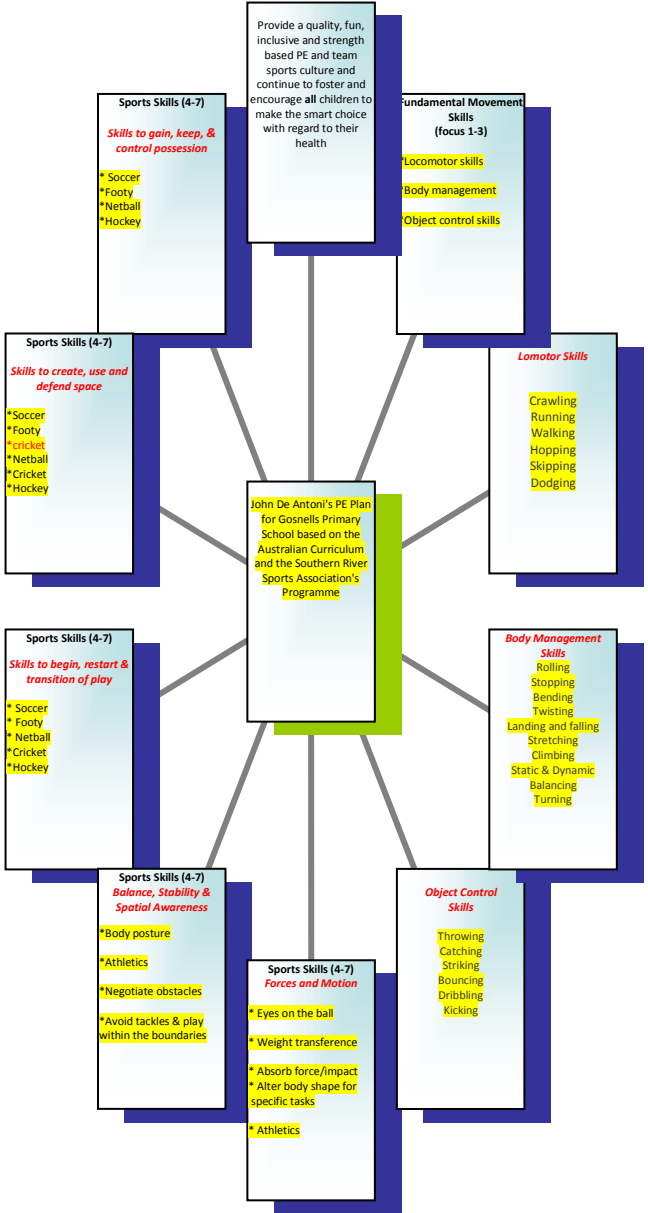 Provide a quality, fun,
inclusive and strength
based PE and team
sports culture and
continue to foster and
encourage all children to
make the smart choice
with regard to their
health
Fundamental Movement
Skills
(focus 1-3)
*Locomotor skills
*Body management
*Object control skills
Lomotor Skills
Crawling
Running
Walking
Hopping
Skipping
Dodging
Body Management
Skills
Rolling
Stopping
Bending
Twisting
Landing and falling
Stretching
Climbing
Static & Dynamic
Balancing
Turning
Object Control
Skills
Throwing
Catching
Striking
Bouncing
Dribbling
Kicking
Sports Skills (4-7)
Forces and Motion
* Eyes on the ball
* Weight transference
* Absorb force/impact
* Alter body shape for
specific tasks
* Athletics
Sports Skills (4-7)
Balance, Stability &
Spatial Awareness
*Body posture
*Athletics
*Negotiate obstacles
*Avoid tackles & play
within the boundaries
Sports Skills (4-7)
Skills to begin, restart &
transition of play
* Soccer
* Footy
* Netball
*Cricket
*Hockey
Sports Skills (4-7)
Skills to create, use and
defend space
*Soccer
*Footy
*cricket
*Netball
*Cricket
*Hockey
Sports Skills (4-7)
Skills to gain, keep, &
control possession
* Soccer
*Footy
*Netball
*Hockey
John De Antoni's PE Plan
for Gosnells Primary
School based on the
Australian Curriculum
and the Southern River
Sports Association's
Programme